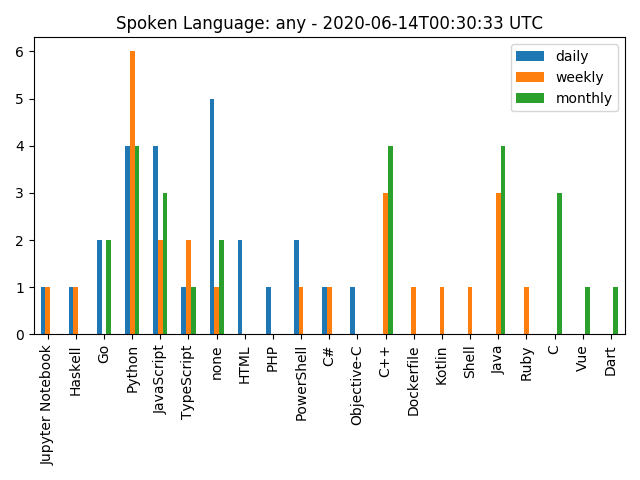 Spoken Language: any - 2020-06-14T00:30:33 UTC
daily
weekly
monthly
6
5
4
3
2
1
0
Jupyter Notebook
Haskell
Go
Python
JavaScript
TypeScript
none
HTML
PHP
PowerShell
C#
Objective-C
C++
Dockerfile
Kotlin
Shell
Java
Ruby
C
Vue
Dart